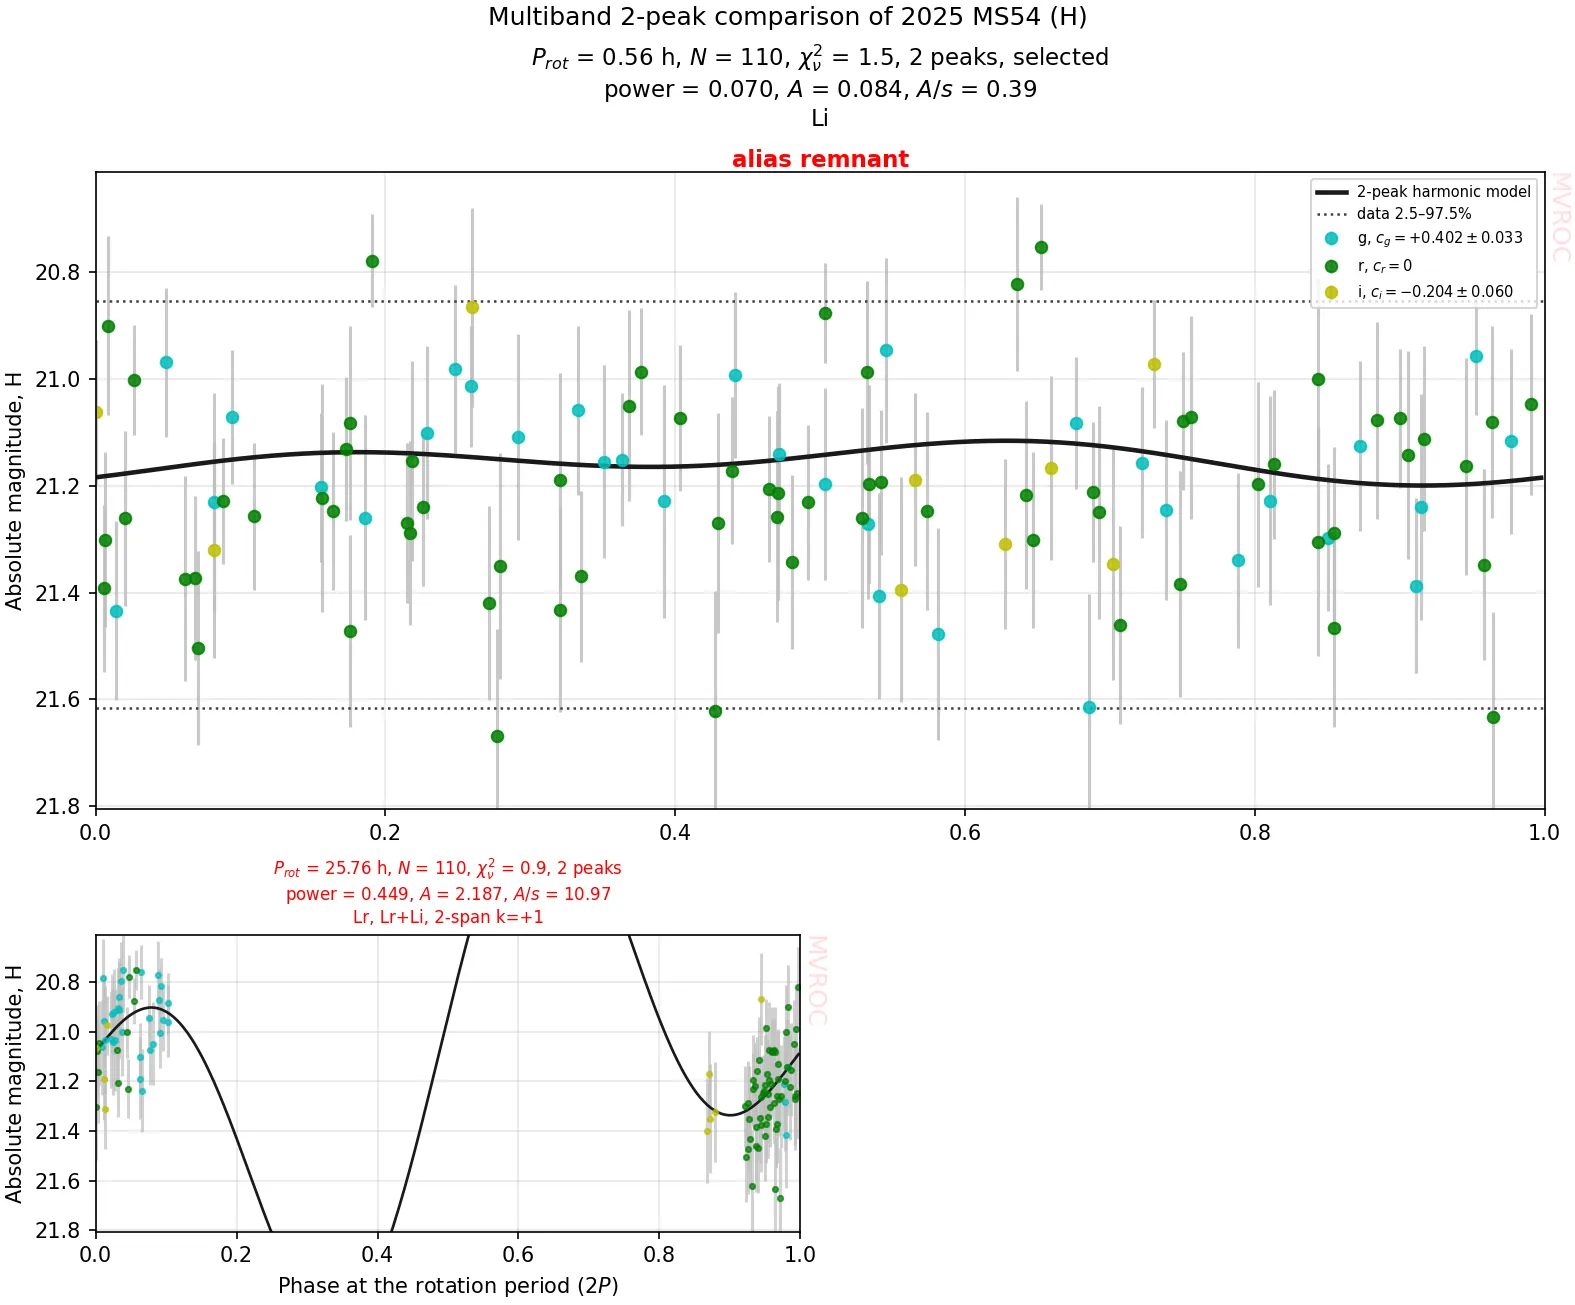 Multiband 2-peak comparison of 2025 MS54 (H)
P_rot = 0.56 h, N = 110, χ²_ν = 1.5, 2 peaks, selected
power = 0.070, A = 0.084, A/s = 0.39
Li
alias remnant
2-peak harmonic model
data 2.5–97.5%
g, c_g = +0.402 ± 0.033
r, c_r = 0
i, c_i = −0.204 ± 0.060
MVROC
Absolute magnitude, H
20.8
21.0
21.2
21.4
21.6
21.8
0.0 0.2 0.4 0.6 0.8 1.0
P_rot = 25.76 h, N = 110, χ²_ν = 0.9, 2 peaks
power = 0.449, A = 2.187, A/s = 10.97
Lr, Lr+Li, 2-span k=+1
MVROC
Absolute magnitude, H
20.8
21.0
21.2
21.4
21.6
21.8
0.0 0.2 0.4 0.6 0.8 1.0
Phase at the rotation period (2P)